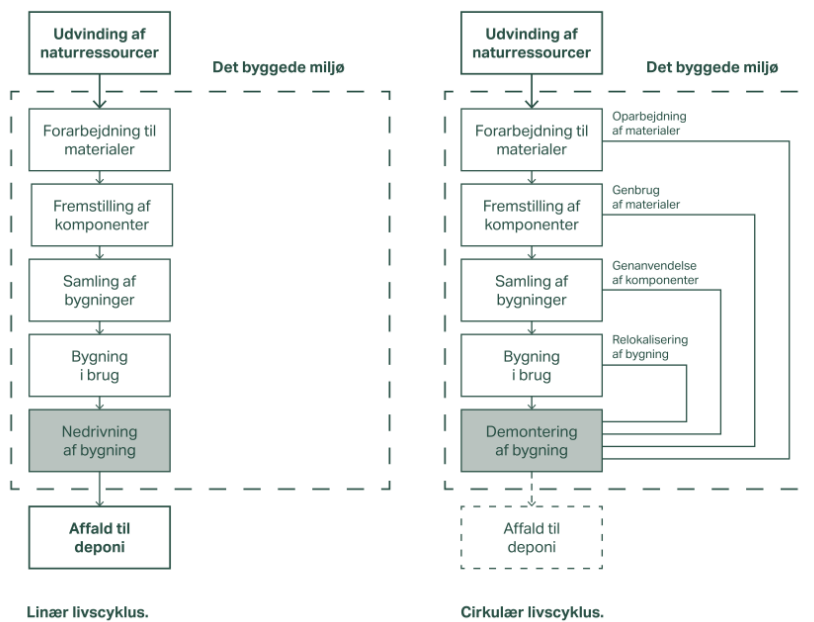 Udvinding af
naturressourcer
Det byggede miljø
Forarbejdning til
materialer
Fremstilling af
komponenter
Samling af
bygninger
Bygning
i brug
Nedrivning
af bygning
Affald til
deponi
Linær livscyklus.
Udvinding af
naturressourcer
Det byggede miljø
Forarbejdning til
materialer
Oparbejdning
af materialer
Fremstilling af
komponenter
Genbrug
af materialer
Samling af
bygninger
Genanvendelse
af komponenter
Bygning
i brug
Relokalisering
af bygning
Demontering
af bygning
Affald til
deponi
Cirkulær livscyklus.